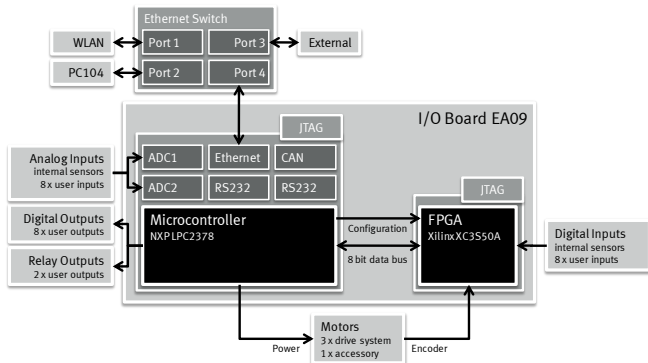 Ethernet Switch
WLAN
Port 1
Port 3
External
PC104
Port 2
Port 4
I/O Board EA09
JTAG
Analog Inputs
internal sensors
8 x user inputs
ADC1
Ethernet
CAN
ADC2
RS232
RS232
JTAG
Digital Outputs
8 x user outputs
Relay Outputs
2 x user outputs
Microcontroller
NXP LPC2378
Configuration
8 bit data bus
FPGA
Xilinx XC3S50A
Digital Inputs
internal sensors
8 x user inputs
Power
Motors
3 x drive system
1 x accessory
Encoder